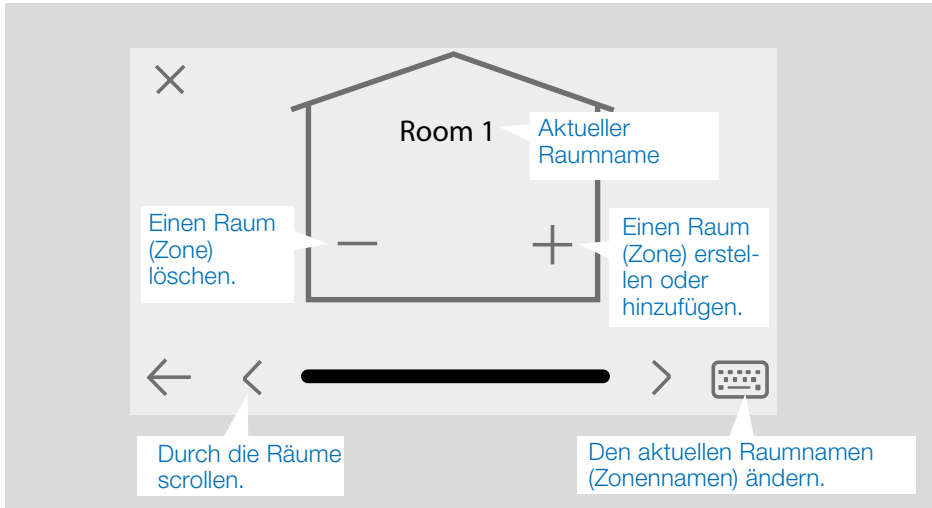 Room 1
Aktueller
Raumname
Einen Raum
(Zone)
löschen.
Einen Raum
(Zone) erstel-
len oder
hinzufügen.
Durch die Räume
scrollen.
Den aktuellen Raumnamen
(Zonennamen) ändern.